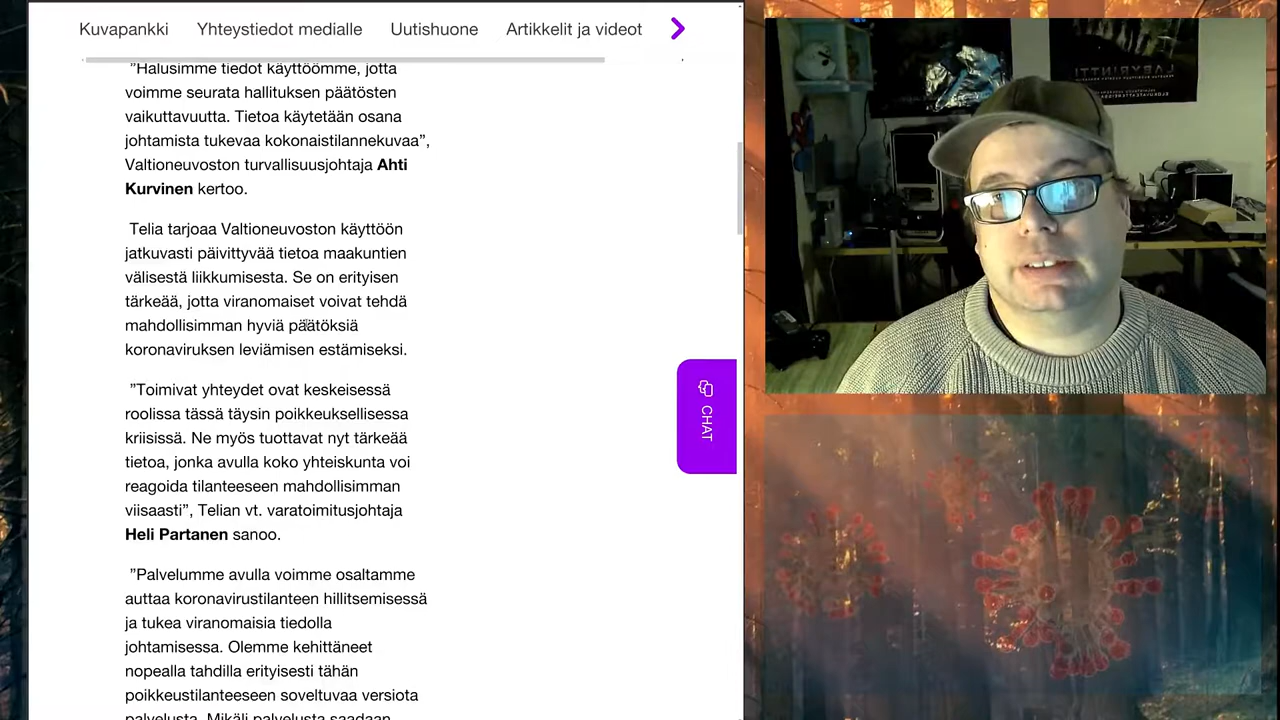 Kuvapankki Yhteystiedot medialle Uutishuone Artikkelit ja videot
”Halusimme tiedot käyttöömme, jotta
voimme seurata hallituksen päätösten
vaikuttavuutta. Tietoa käytetään osana
johtamista tukevaa kokonaistilannekuvaa”,
Valtioneuvoston turvallisuusjohtaja Ahti
Kurvinen kertoo.
Telia tarjoaa Valtioneuvoston käyttöön
jatkuvasti päivittyvää tietoa maakuntien
välisestä liikkumisesta. Se on erityisen
tärkeää, jotta viranomaiset voivat tehdä
mahdollisimman hyviä päätöksiä
koronaviruksen leviämisen estämiseksi.
”Toimivat yhteydet ovat keskeisessä
roolissa tässä täysin poikkeuksellisessa
kriisissä. Ne myös tuottavat nyt tärkeää
tietoa, jonka avulla koko yhteiskunta voi
reagoida tilanteeseen mahdollisimman
viisaasti”, Telian vt. varatoimitusjohtaja
Heli Partanen sanoo.
”Palvelumme avulla voimme osaltamme
auttaa koronavirustilanteen hillitsemisessä
ja tukea viranomaisia tiedolla
johtamisessa. Olemme kehittäneet
nopealla tahdilla erityisesti tähän
poikkeustilanteeseen soveltuvaa versiota
palvelusta. Mikäli palvelusta saadaan
CHAT
LABYRINTTI